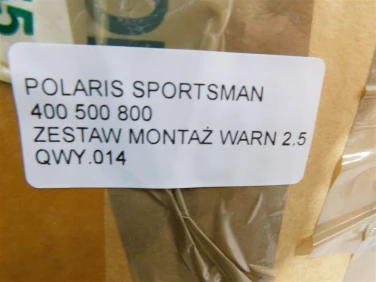 POLARIS SPORTSMAN
400 500 800
ZESTAW MONTAŻ WARN 2.5
QWY.014